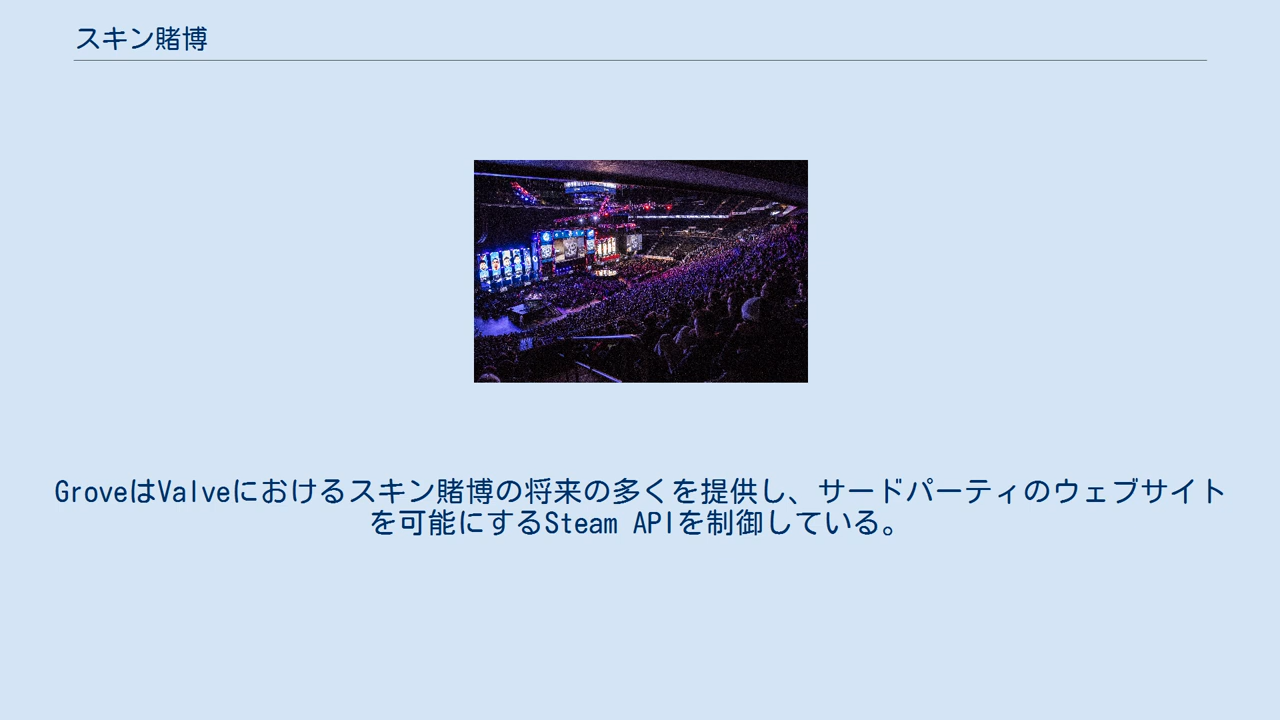 スキン賭博
GroveはValveにおけるスキン賭博の将来の多くを提供し、サードパーティのウェブサイト
を可能にするSteam APIを制御している。